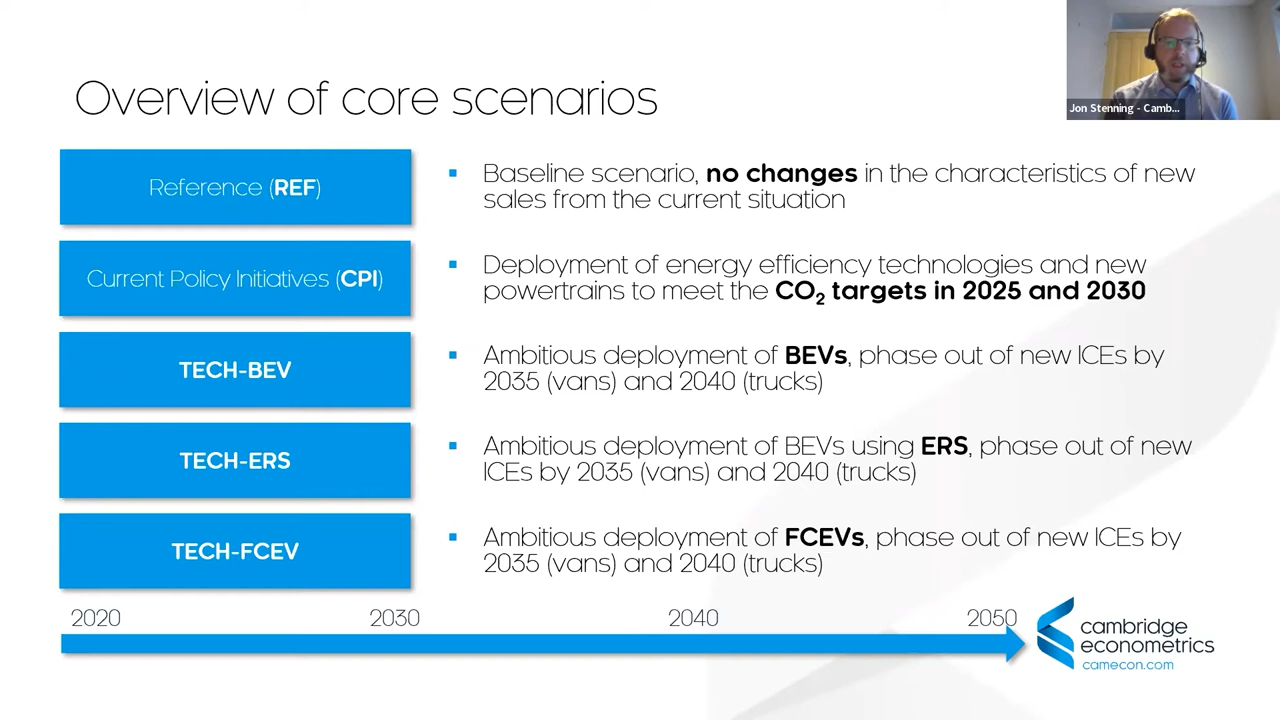 Overview of core scenarios
Jon Stenning - Camb...
Reference (REF)
Baseline scenario, no changes in the characteristics of new
sales from the current situation
Current Policy Initiatives (CPI)
Deployment of energy efficiency technologies and new
powertrains to meet the CO₂ targets in 2025 and 2030
TECH-BEV
Ambitious deployment of BEVs, phase out of new ICEs by
2035 (vans) and 2040 (trucks)
TECH-ERS
Ambitious deployment of BEVs using ERS, phase out of new
ICEs by 2035 (vans) and 2040 (trucks)
TECH-FCEV
Ambitious deployment of FCEVs, phase out of new ICEs by
2035 (vans) and 2040 (trucks)
2020 2030 2040 2050
cambridge
econometrics
camecon.com